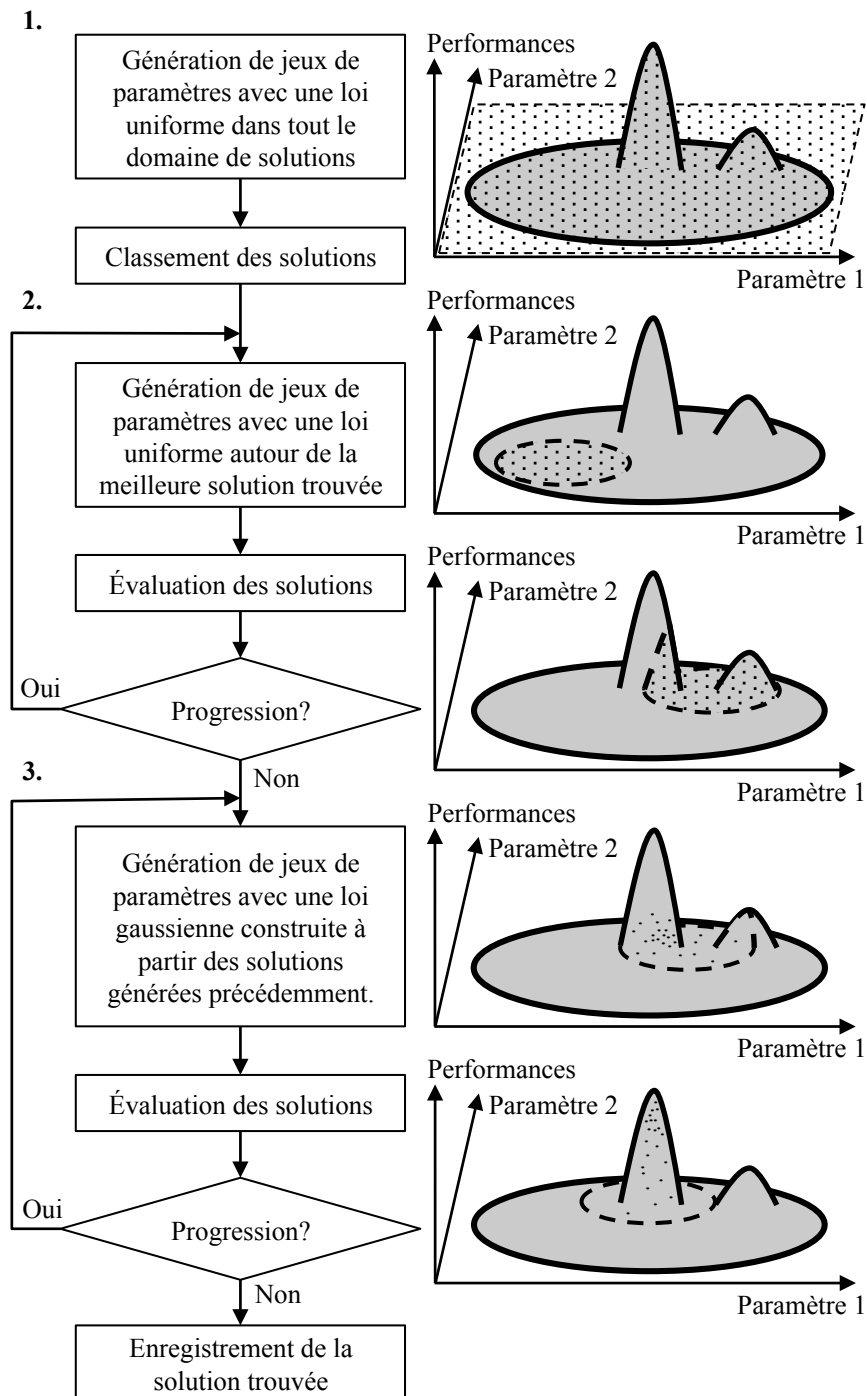 1.
Génération de jeux de
paramètres avec une loi
uniforme dans tout le
domaine de solutions
Classement des solutions
Performances
Paramètre 2
Paramètre 1
2.
Génération de jeux de
paramètres avec une loi
uniforme autour de la
meilleure solution trouvée
Évaluation des solutions
Progression?
Oui
Non
Performances
Paramètre 2
Paramètre 1
Performances
Paramètre 2
Paramètre 1
3.
Génération de jeux de
paramètres avec une loi
gaussienne construite à
partir des solutions
générées précédemment.
Évaluation des solutions
Progression?
Oui
Non
Enregistrement de la
solution trouvée
Performances
Paramètre 2
Paramètre 1
Performances
Paramètre 2
Paramètre 1